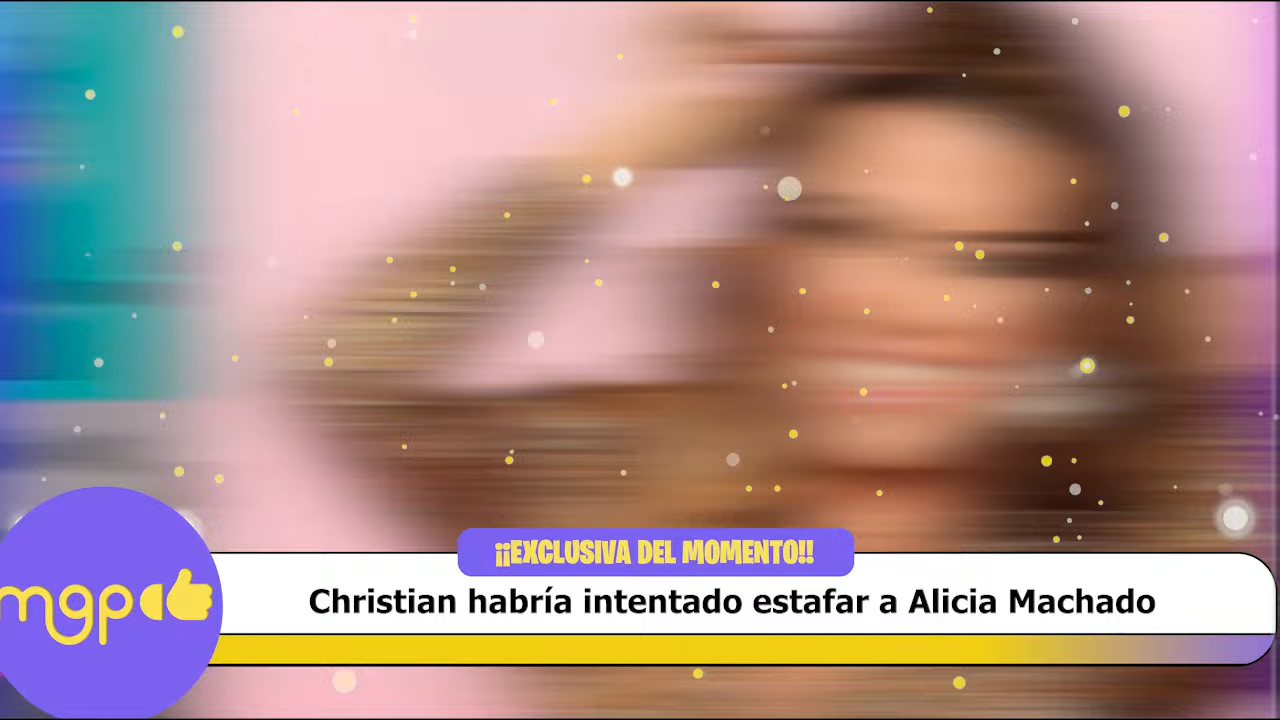 ¡¡EXCLUSIVA DEL MOMENTO!!
Christian habría intentado estafar a Alicia Machado
mgp